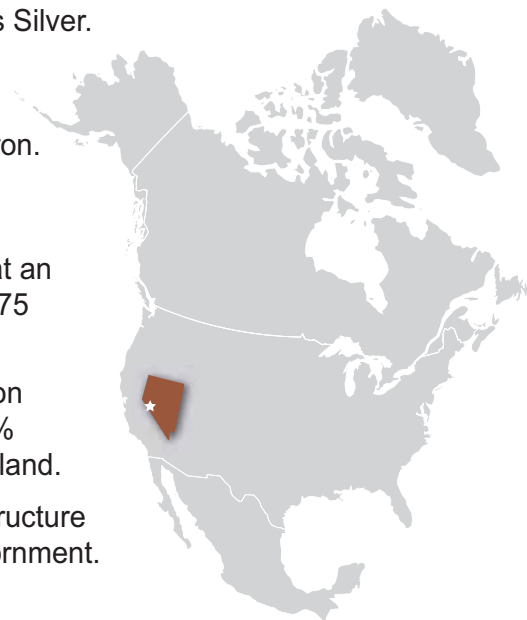 s Silver.
on.
at an
75
on
%
land.
ructure
ornment.